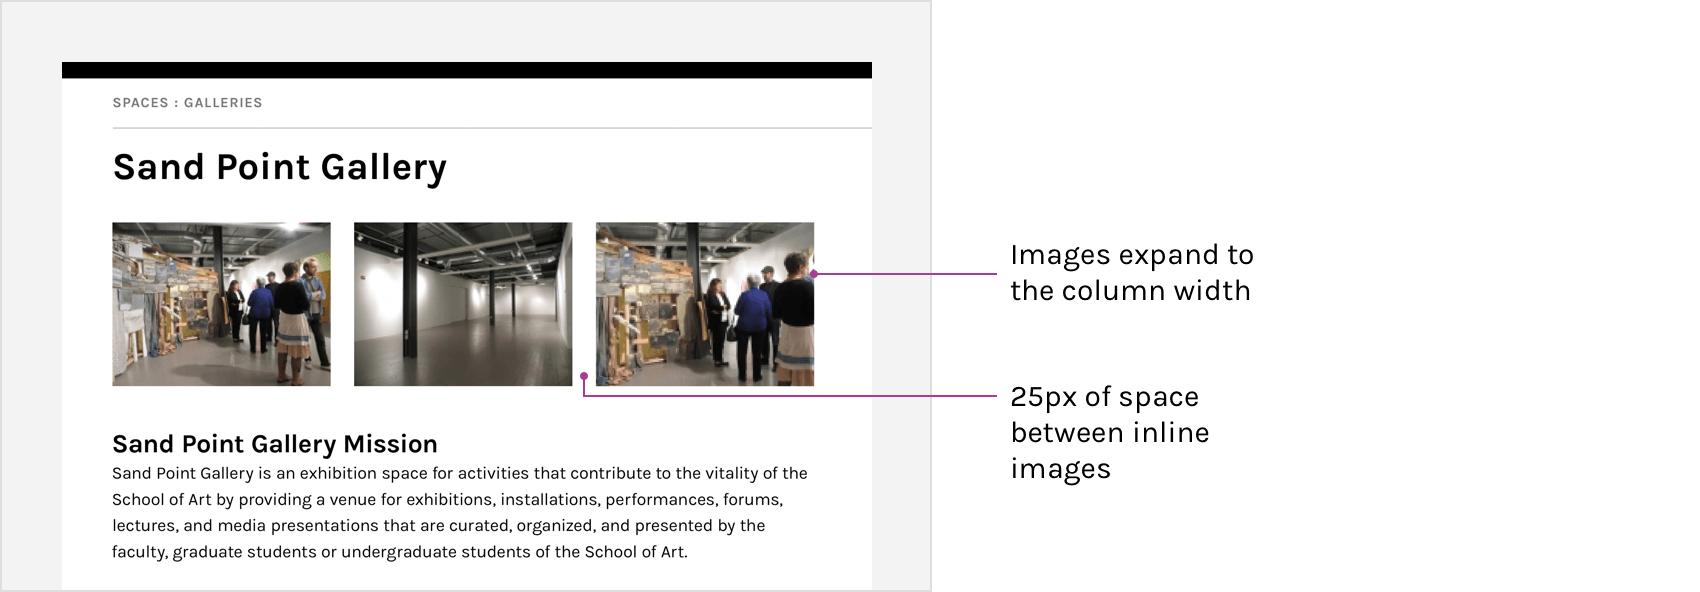 SPACES : GALLERIES
Sand Point Gallery
Images expand to
the column width
25px of space
between inline
images
Sand Point Gallery Mission
Sand Point Gallery is an exhibition space for activities that contribute to the vitality of the
School of Art by providing a venue for exhibitions, installations, performances, forums,
lectures, and media presentations that are curated, organized, and presented by the
faculty, graduate students or undergraduate students of the School of Art.